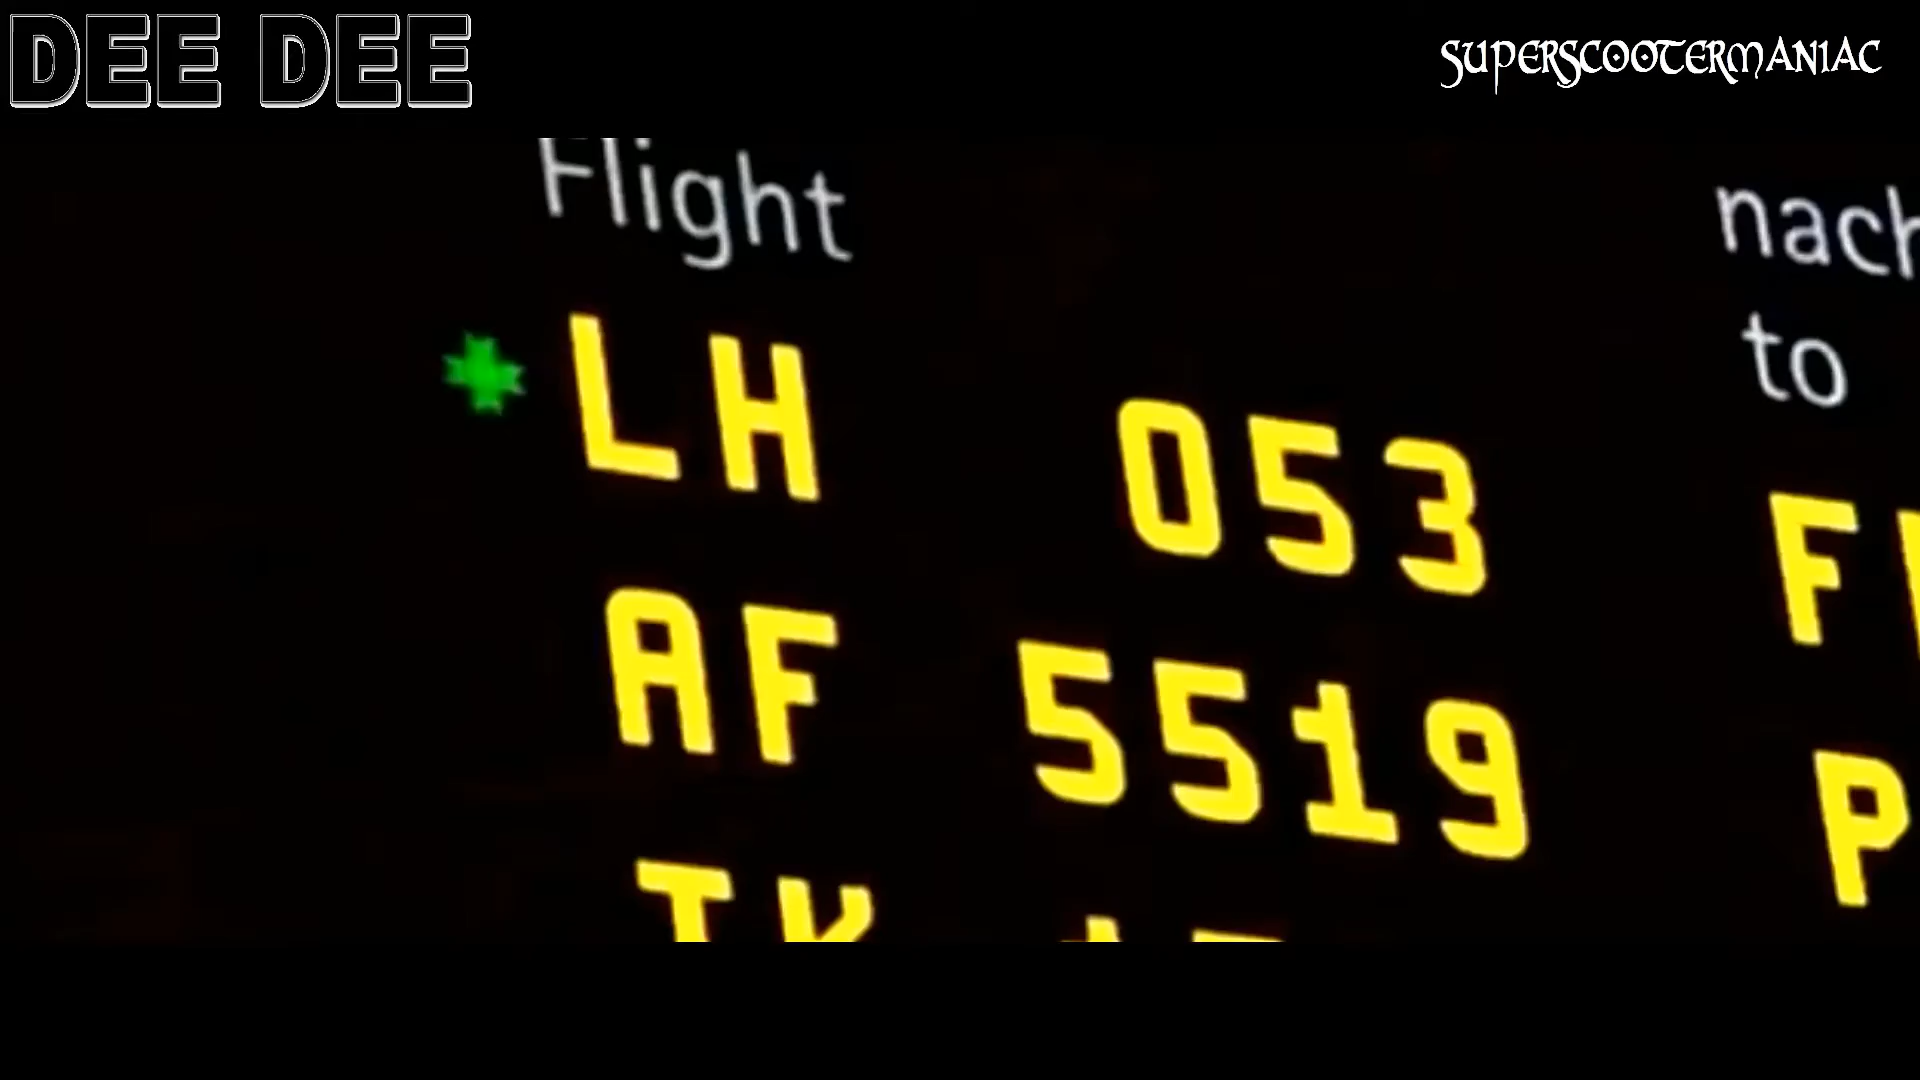 DEE DEE
SUPERSCOOTERMANIAC
Flight
nach
to
LH 053
AF 5519